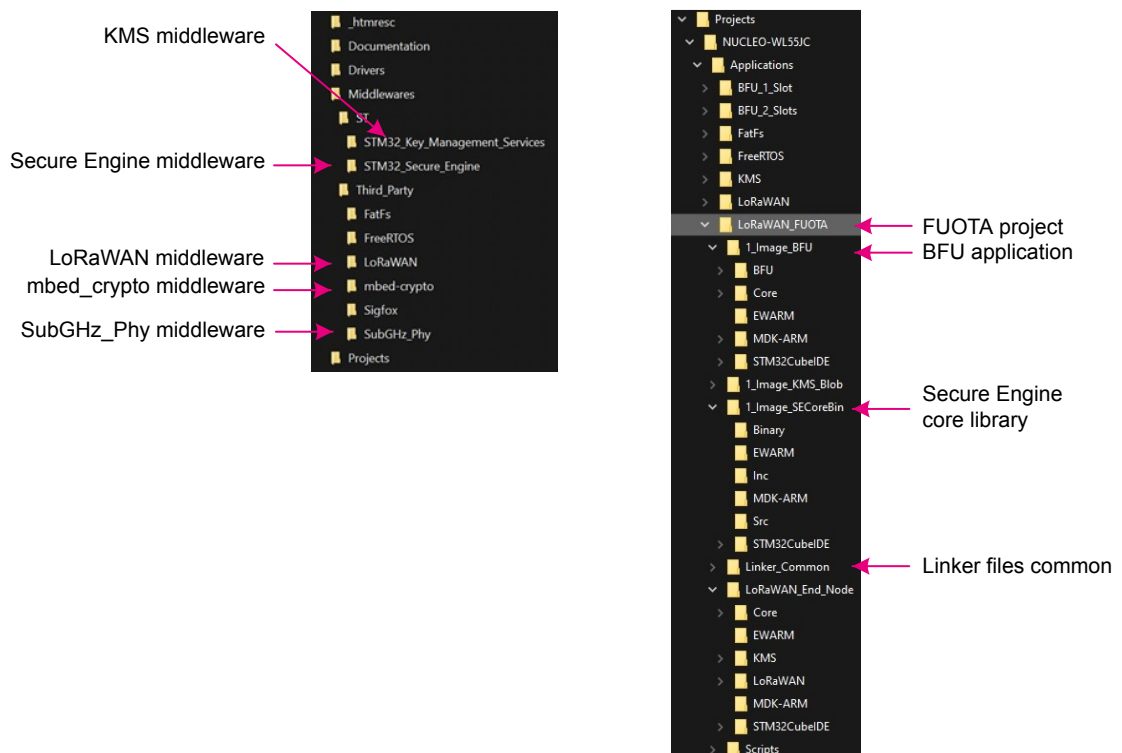 KMS middleware
Secure Engine middleware
LoRaWAN middleware
mbed_crypto middleware
SubGHz_Phy middleware
_htmresc
Documentation
Drivers
Middlewares
ST
STM32_Key_Management_Services
STM32_Secure_Engine
Third_Party
FatFs
FreeRTOS
LoRaWAN
mbed-crypto
Sigfox
SubGHz_Phy
Projects
Projects
NUCLEO-WL55JC
Applications
BFU_1_Slot
BFU_2_Slots
FatFs
FreeRTOS
KMS
LoRaWAN
LoRaWAN_FUOTA
1_Image_BFU
BFU
Core
EWARM
MDK-ARM
STM32CubeIDE
1_Image_KMS_Blob
1_Image_SECoreBin
Binary
EWARM
Inc
MDK-ARM
Src
STM32CubeIDE
Linker_Common
LoRaWAN_End_Node
Core
EWARM
KMS
LoRaWAN
MDK-ARM
STM32CubeIDE
Scripts
FUOTA project
BFU application
Secure Engine
core library
Linker files common